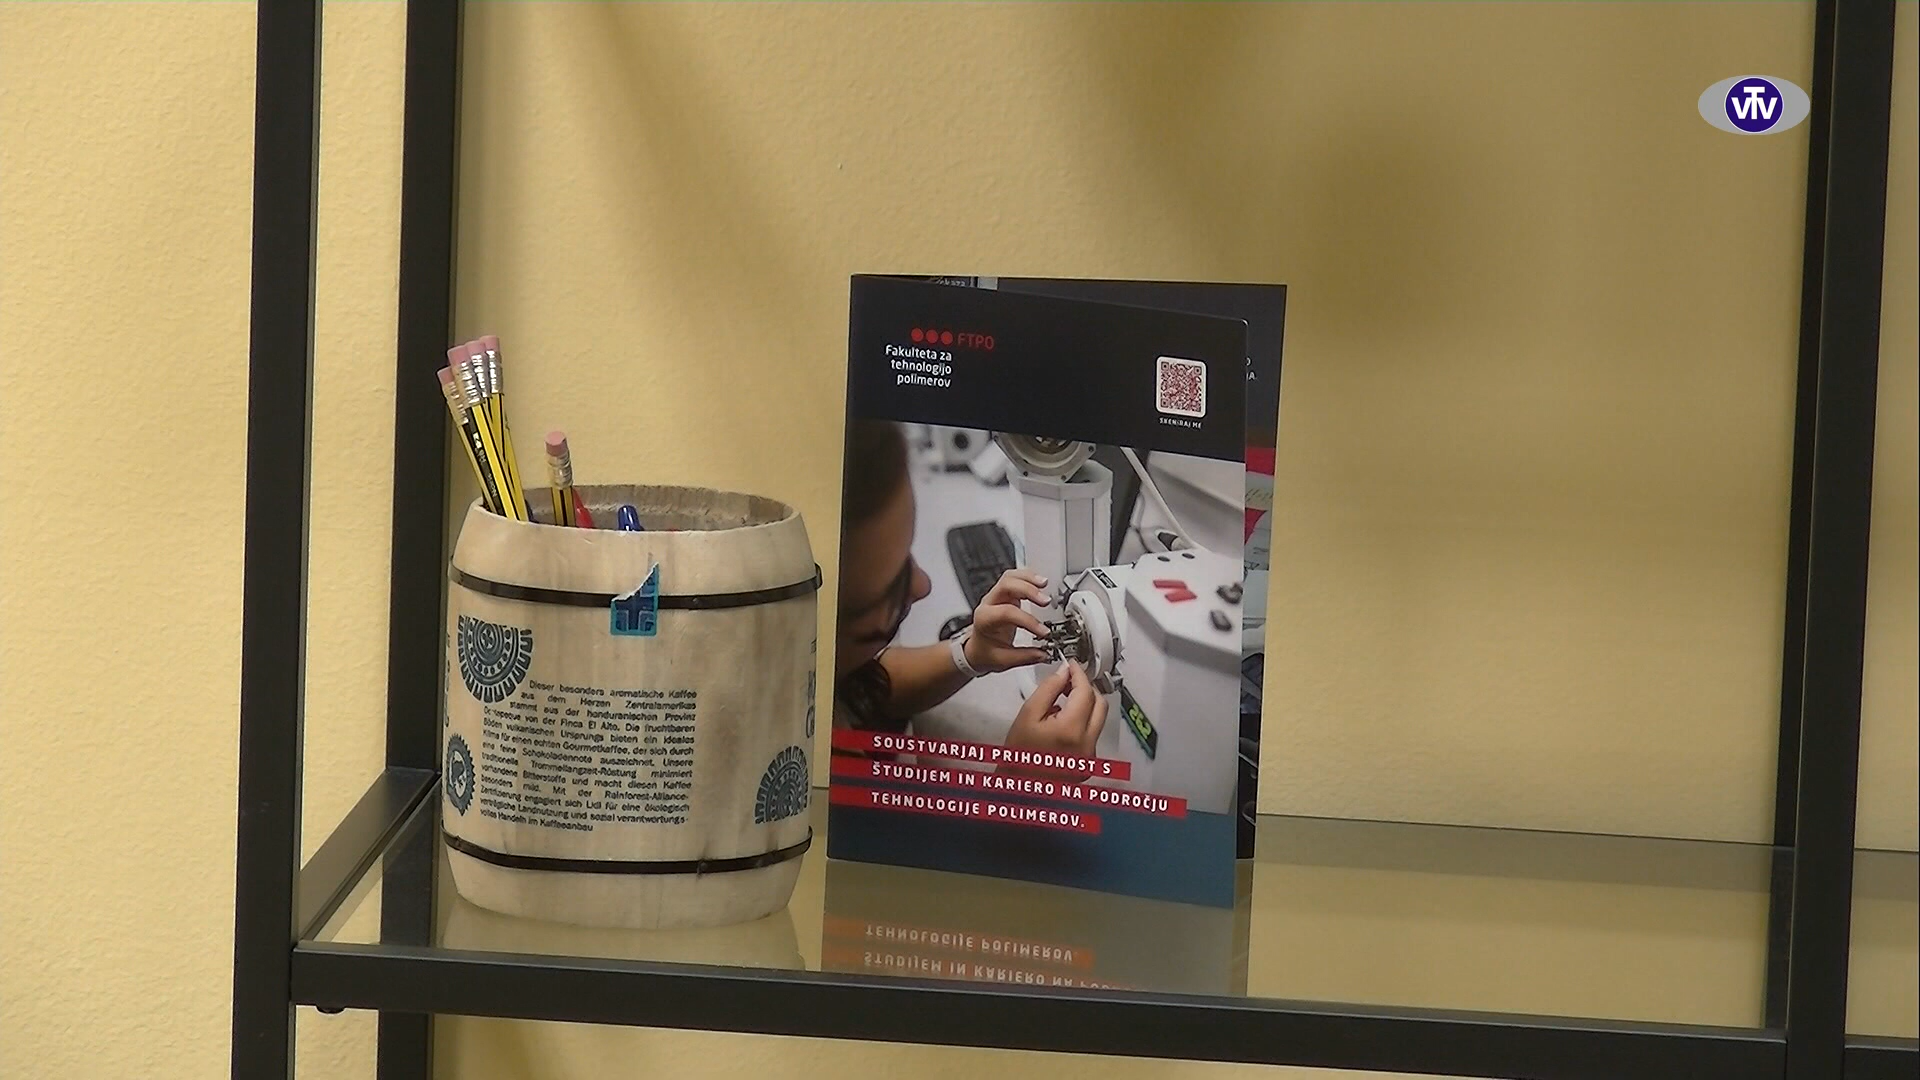 VTV
FTPO
Fakulteta za
tehnologijo
polimerov
SKENIRAJ ME
SOUSTVARJAJ PRIHODNOST S
ŠTUDIJEM IN KARIERO NA PODROČJU
TEHNOLOGIJE POLIMEROV.
Dieser besonders aromatische Kaffee
aus dem Herzen Zentralamerikas
stammt aus der honduranischen Provinz
Ocotepeque von der Finca El Alto. Die fruchtbaren
Böden vulkanischen Ursprungs bieten ein ideales
Klima für einen echten Gourmetkaffee, der sich durch
eine feine Schokoladennote auszeichnet. Unsere
traditionelle Trommellangzeit-Röstung minimiert
vorhandene Bitterstoffe und macht diesen Kaffee
besonders mild. Mit der Rainforest-Alliance-
Zertifizierung engagiert sich Lidl für eine ökologisch
verträgliche Landnutzung und sozial verantwortungs-
volles Handeln im Kaffeeanbau